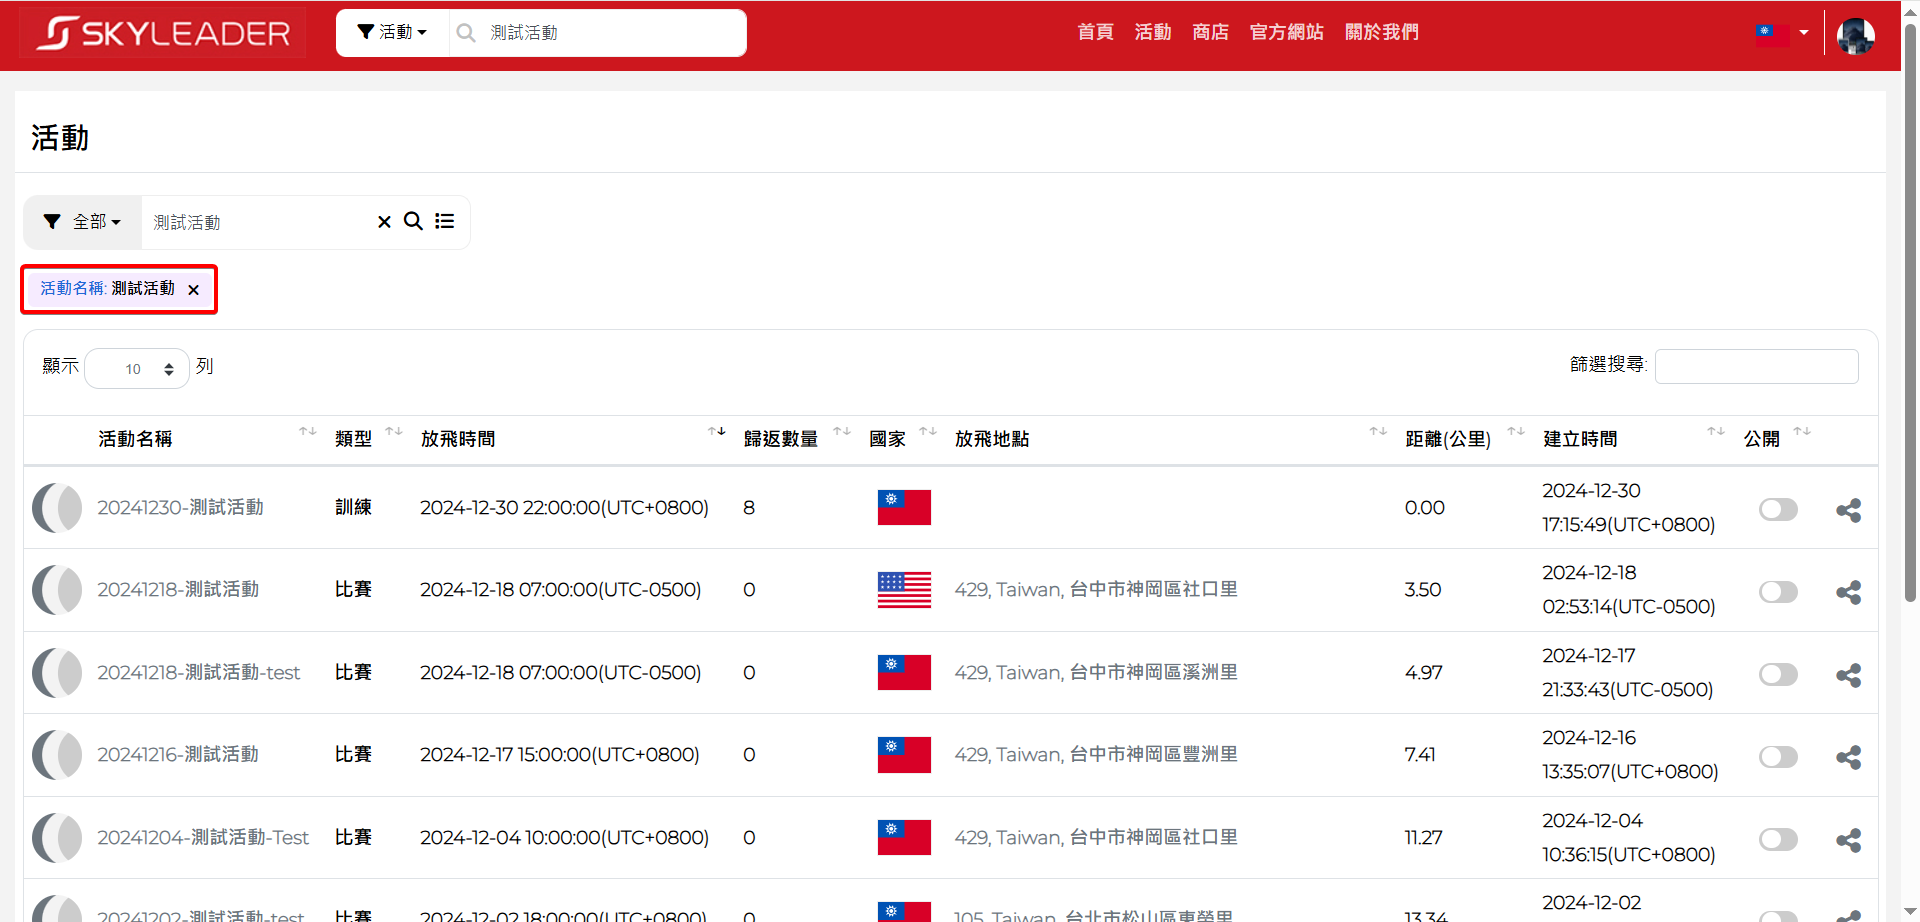 SKYLEADER 活動 測試活動 首頁 活動 商店 官方網站 關於我們
活動
全部 測試活動
活動名稱: 測試活動
顯示 10 列 篩選搜尋:
活動名稱 類型 放飛時間 歸返數量 國家 放飛地點 距離(公里) 建立時間 公開
20241230-測試活動 訓練 2024-12-30 22:00:00(UTC+0800) 8 0.00 2024-12-30
17:15:49(UTC+0800)
20241218-測試活動 比賽 2024-12-18 07:00:00(UTC-0500) 0 429, Taiwan, 台中市神岡區社口里 3.50 2024-12-18
02:53:14(UTC-0500)
20241218-測試活動-test 比賽 2024-12-18 07:00:00(UTC-0500) 0 429, Taiwan, 台中市神岡區溪洲里 4.97 2024-12-17
21:33:43(UTC-0500)
20241216-測試活動 比賽 2024-12-17 15:00:00(UTC+0800) 0 429, Taiwan, 台中市神岡區豐洲里 7.41 2024-12-16
13:35:07(UTC+0800)
20241204-測試活動-Test 比賽 2024-12-04 10:00:00(UTC+0800) 0 429, Taiwan, 台中市神岡區社口里 11.27 2024-12-04
10:36:15(UTC+0800)
20241202-測試活動-test 比賽 2024-12-02 18:00:00(UTC+0800) 0 105, Taiwan, 台北市松山區東榮里 13.34 2024-12-02